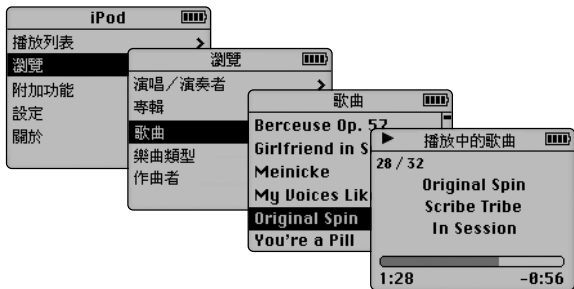 iPod
播放列表 >
瀏覽
附加功能
設定
關於
瀏覽
演唱／演奏者 >
專輯
歌曲
樂曲類型
作曲者
歌曲
Berceuse Op. 57
Girlfriend in S
Meinicke
My Voices Lik
Original Spin
You're a Pill
播放中的歌曲
28 / 32
Original Spin
Scribe Tribe
In Session
1:28 -0:56